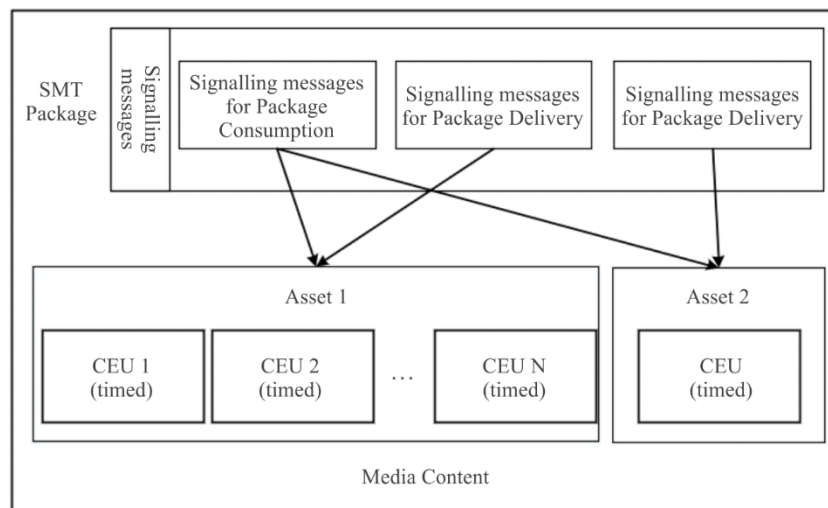 SMT
Package
Signalling
messages
Signalling messages
for Package
Consumption
Signalling messages
for Package Delivery
Signalling messages
for Package Delivery
Asset 1
Asset 2
CEU 1
(timed)
CEU 2
(timed)
...
CEU N
(timed)
CEU
(timed)
Media Content